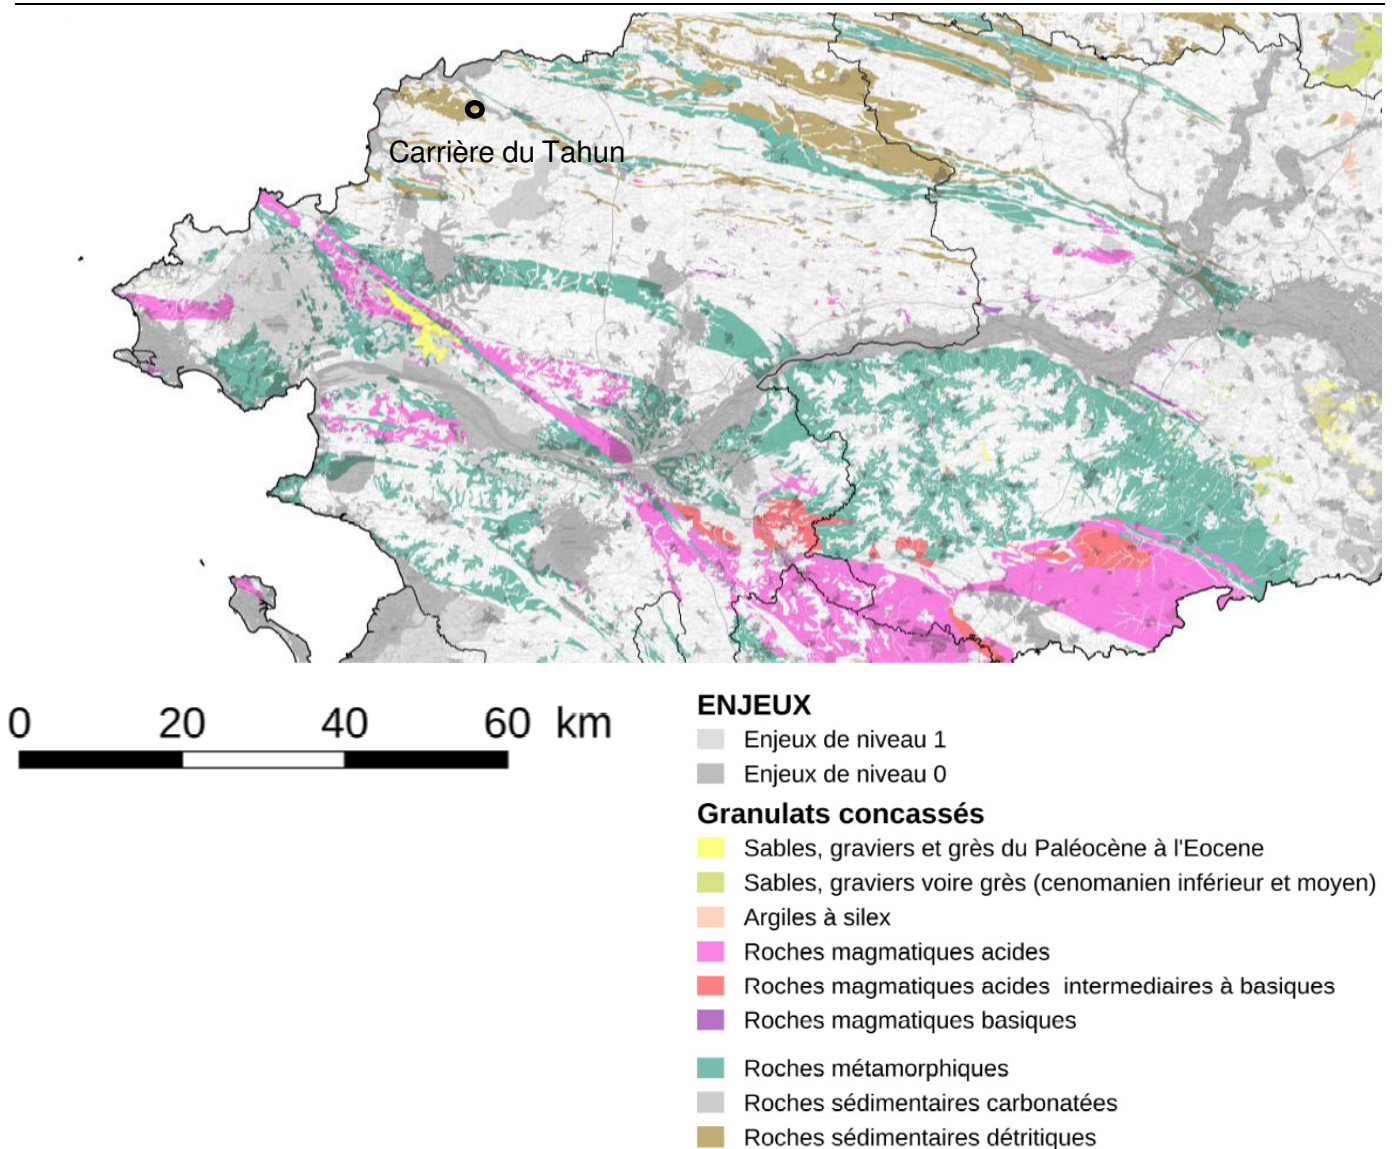 Carrière du Tahun
0 20 40 60 km
ENJEUX
Enjeux de niveau 1
Enjeux de niveau 0
Granulats concassés
Sables, graviers et grès du Paléocène à l'Eocene
Sables, graviers voire grès (cenomanien inférieur et moyen)
Argiles à silex
Roches magmatiques acides
Roches magmatiques acides intermediaires à basiques
Roches magmatiques basiques
Roches métamorphiques
Roches sédimentaires carbonatées
Roches sédimentaires détritiques